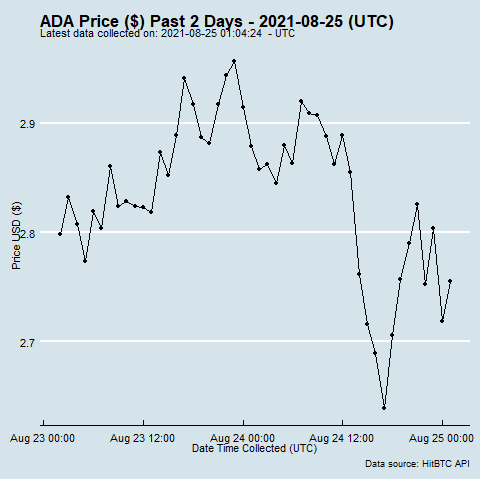 ADA Price ($) Past 2 Days - 2021-08-25 (UTC)
Latest data collected on: 2021-08-25 01:04:24  - UTC
Price USD ($)
2.9
2.8
2.7
Aug 23 00:00
Aug 23 12:00
Aug 24 00:00
Aug 24 12:00
Aug 25 00:00
Date Time Collected (UTC)
Data source: HitBTC API